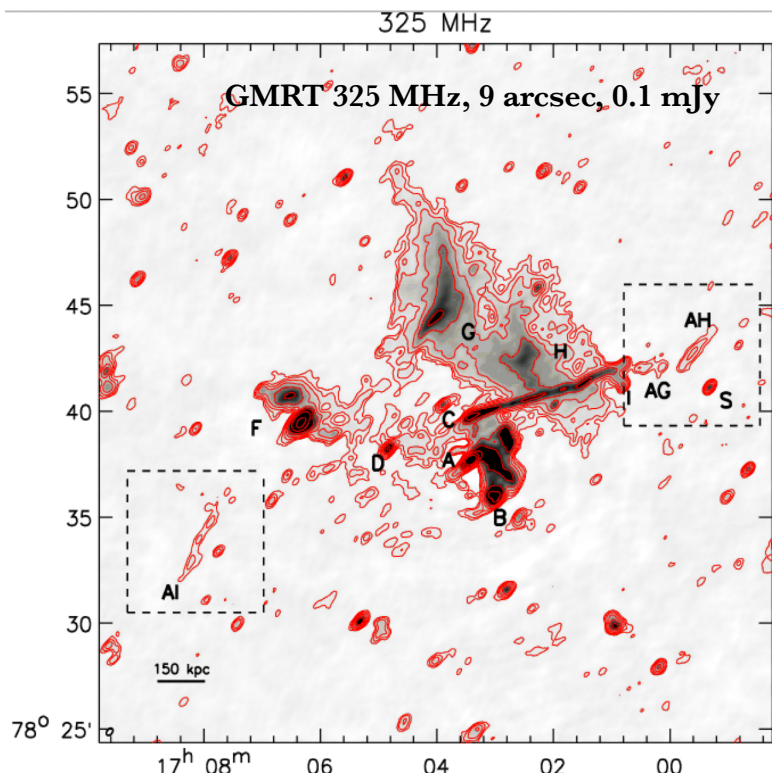 325 MHz
GMRT 325 MHz, 9 arcsec, 0.1 mJy
55
50
45
AH
G
H
I
AG
S
40
C
F
A
D
B
35
AI
30
150 kpc
78° 25'
17ʰ 08ᵐ 06 04 02 00